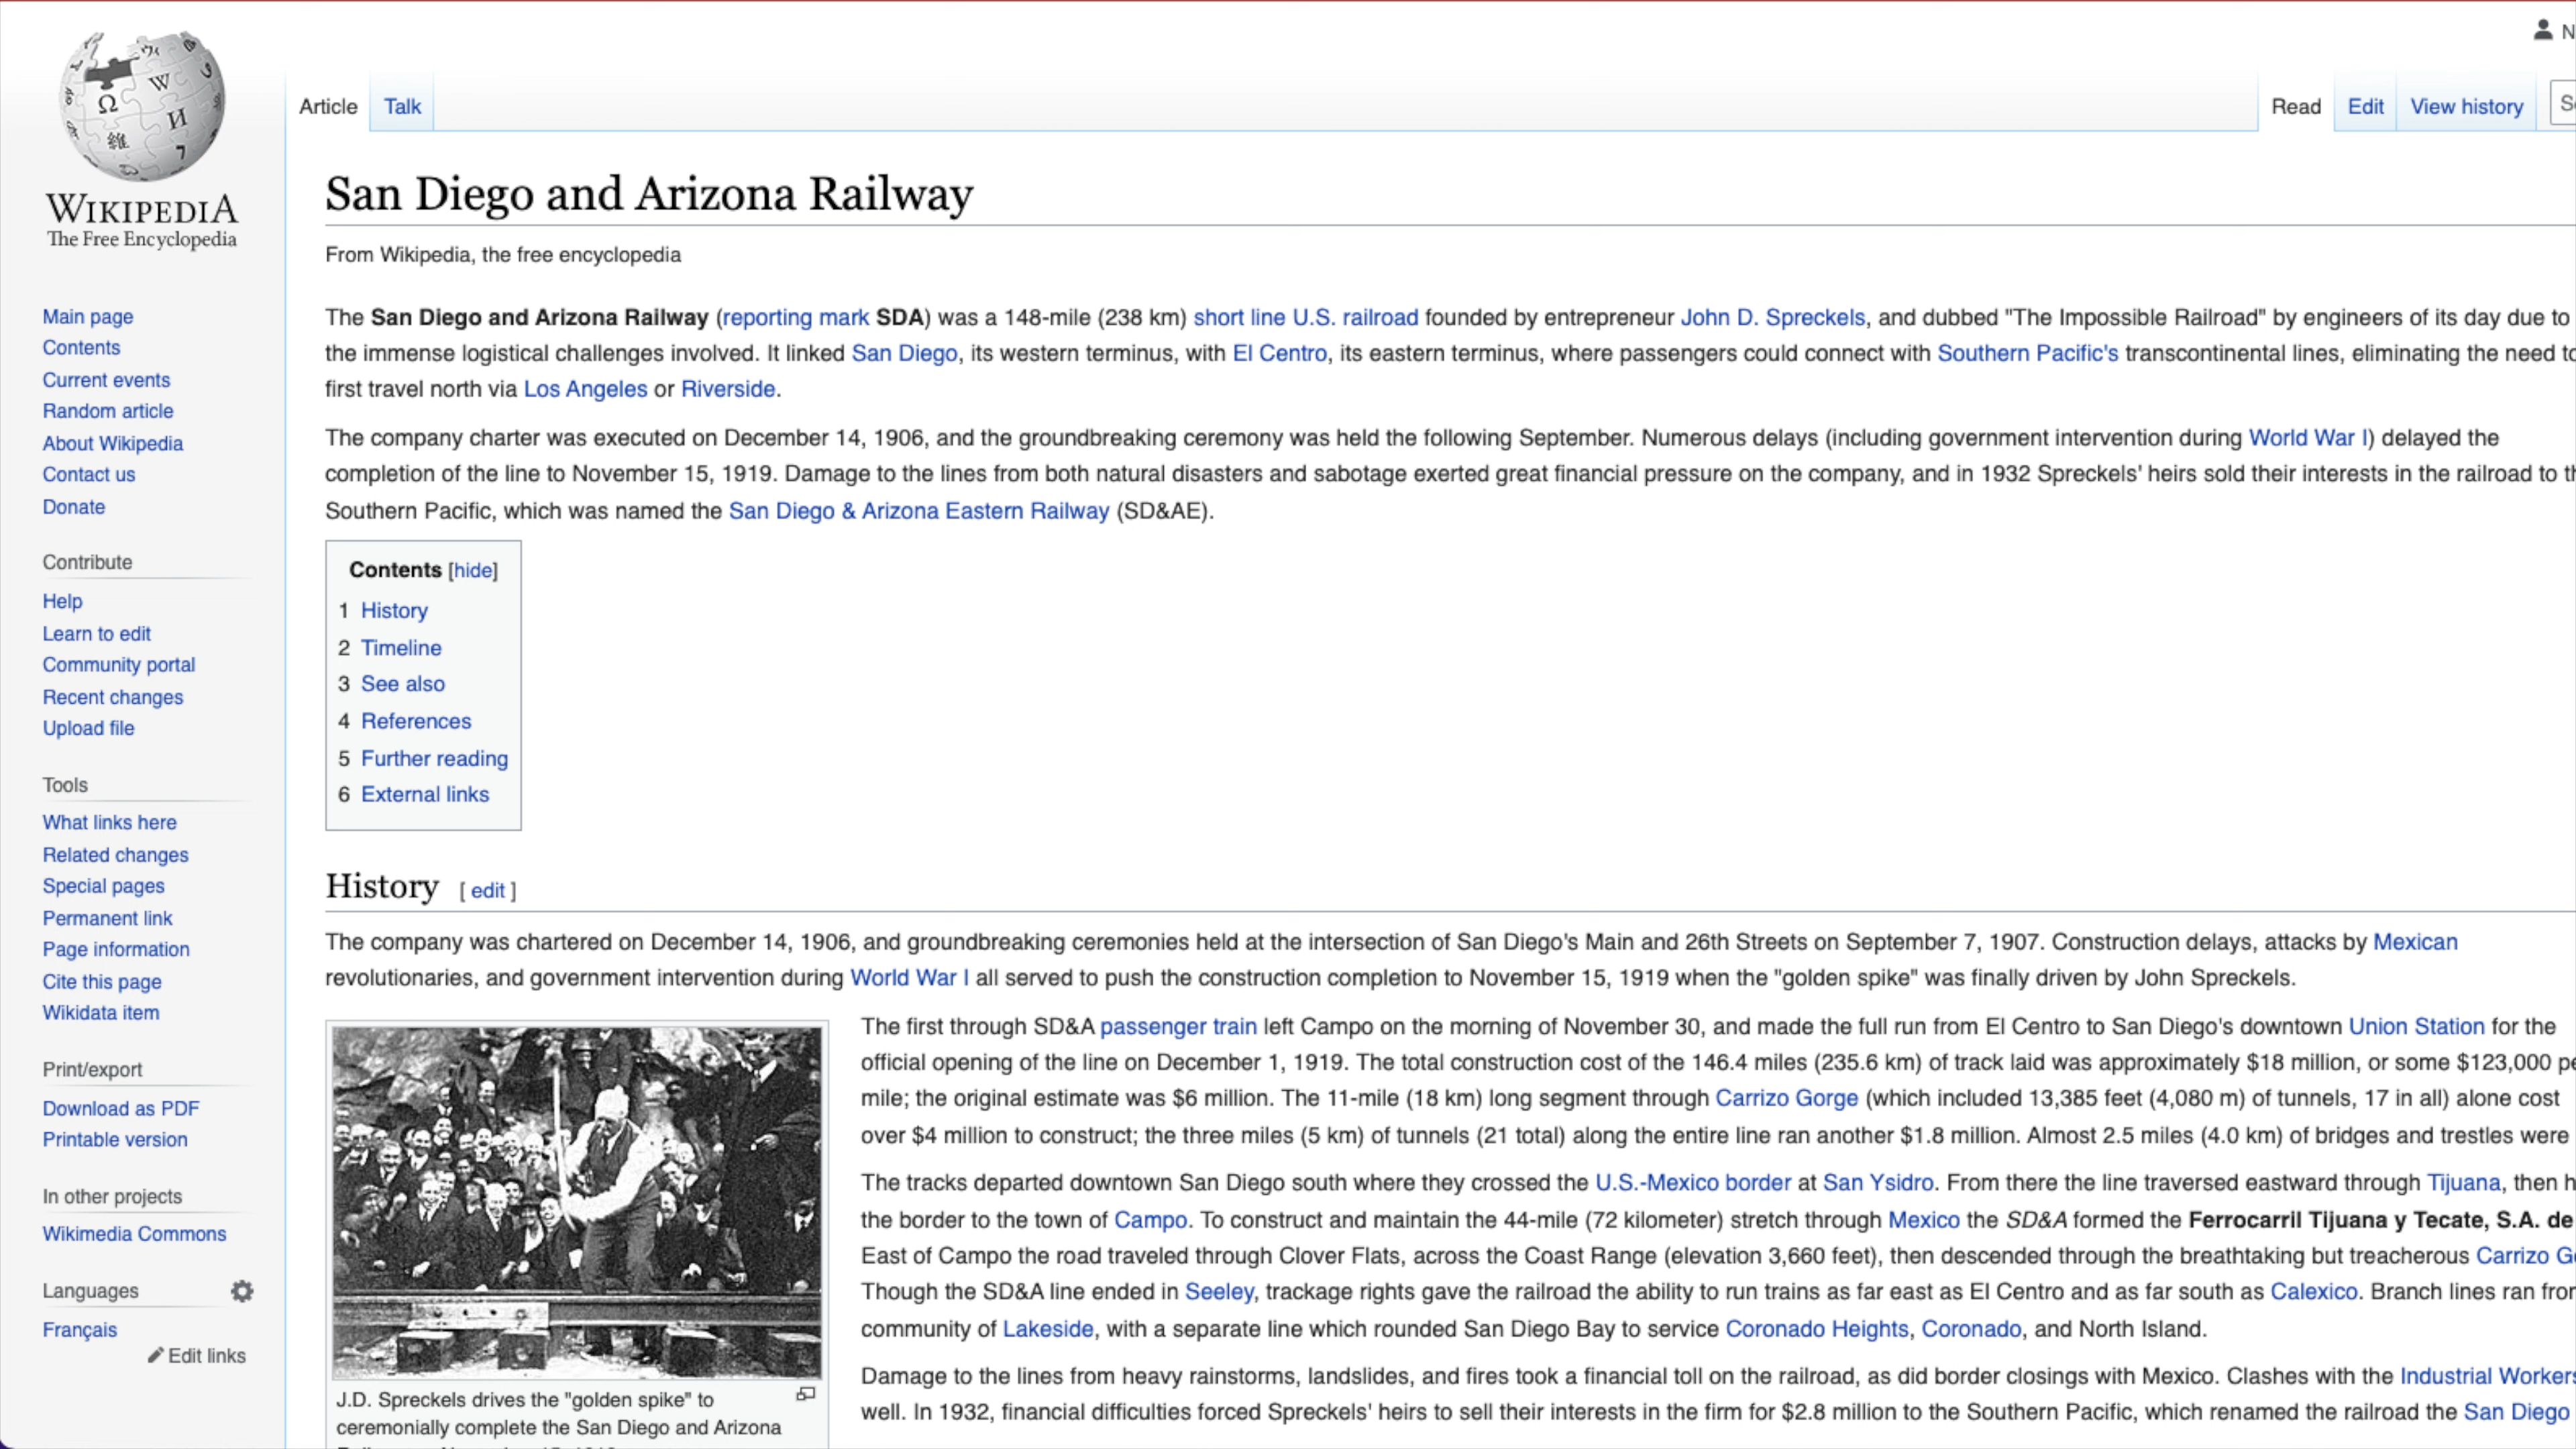 N
Article
Talk
Read
Edit
View history
WIKIPEDIA
The Free Encyclopedia
Main page
Contents
Current events
Random article
About Wikipedia
Contact us
Donate
Contribute
Help
Learn to edit
Community portal
Recent changes
Upload file
Tools
What links here
Related changes
Special pages
Permanent link
Page information
Cite this page
Wikidata item
Print/export
Download as PDF
Printable version
In other projects
Wikimedia Commons
Languages
Français
Edit links
San Diego and Arizona Railway
From Wikipedia, the free encyclopedia
The San Diego and Arizona Railway (reporting mark SDA) was a 148-mile (238 km) short line U.S. railroad founded by entrepreneur John D. Spreckels, and dubbed "The Impossible Railroad" by engineers of its day due to
the immense logistical challenges involved. It linked San Diego, its western terminus, with El Centro, its eastern terminus, where passengers could connect with Southern Pacific's transcontinental lines, eliminating the need to
first travel north via Los Angeles or Riverside.
The company charter was executed on December 14, 1906, and the groundbreaking ceremony was held the following September. Numerous delays (including government intervention during World War I) delayed the
completion of the line to November 15, 1919. Damage to the lines from both natural disasters and sabotage exerted great financial pressure on the company, and in 1932 Spreckels' heirs sold their interests in the railroad to
Southern Pacific, which was named the San Diego & Arizona Eastern Railway (SD&AE).
Contents [hide]
1 History
2 Timeline
3 See also
4 References
5 Further reading
6 External links
History [ edit ]
The company was chartered on December 14, 1906, and groundbreaking ceremonies held at the intersection of San Diego's Main and 26th Streets on September 7, 1907. Construction delays, attacks by Mexican
revolutionaries, and government intervention during World War I all served to push the construction completion to November 15, 1919 when the "golden spike" was finally driven by John Spreckels.
The first through SD&A passenger train left Campo on the morning of November 30, and made the full run from El Centro to San Diego's downtown Union Station for the
official opening of the line on December 1, 1919. The total construction cost of the 146.4 miles (235.6 km) of track laid was approximately $18 million, or some $123,000
mile; the original estimate was $6 million. The 11-mile (18 km) long segment through Carrizo Gorge (which included 13,385 feet (4,080 m) of tunnels, 17 in all) alone cost
over $4 million to construct; the three miles (5 km) of tunnels (21 total) along the entire line ran another $1.8 million. Almost 2.5 miles (4.0 km) of bridges and trestles were
The tracks departed downtown San Diego south where they crossed the U.S.-Mexico border at San Ysidro. From there the line traversed eastward through Tijuana, then
the border to the town of Campo. To construct and maintain the 44-mile (72 kilometer) stretch through Mexico the SD&A formed the Ferrocarril Tijuana y Tecate, S.A. de
East of Campo the road traveled through Clover Flats, across the Coast Range (elevation 3,660 feet), then descended through the breathtaking but treacherous Carrizo
Though the SD&A line ended in Seeley, trackage rights gave the railroad the ability to run trains as far east as El Centro and as far south as Calexico. Branch lines ran
community of Lakeside, with a separate line which rounded San Diego Bay to service Coronado Heights, Coronado, and North Island.
Damage to the lines from heavy rainstorms, landslides, and fires took a financial toll on the railroad, as did border closings with Mexico. Clashes with the Industrial
well. In 1932, financial difficulties forced Spreckels' heirs to sell their interests in the firm for $2.8 million to the Southern Pacific, which renamed the railroad the San Diego
J.D. Spreckels drives the "golden spike" to
ceremonially complete the San Diego and Arizona